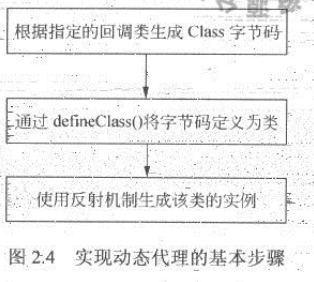 根据指定的回调类生成 Class 字节码
通过 defineClass()将字节码定义为类
使用反射机制生成该类的实例
图 2.4 实现动态代理的基本步骤